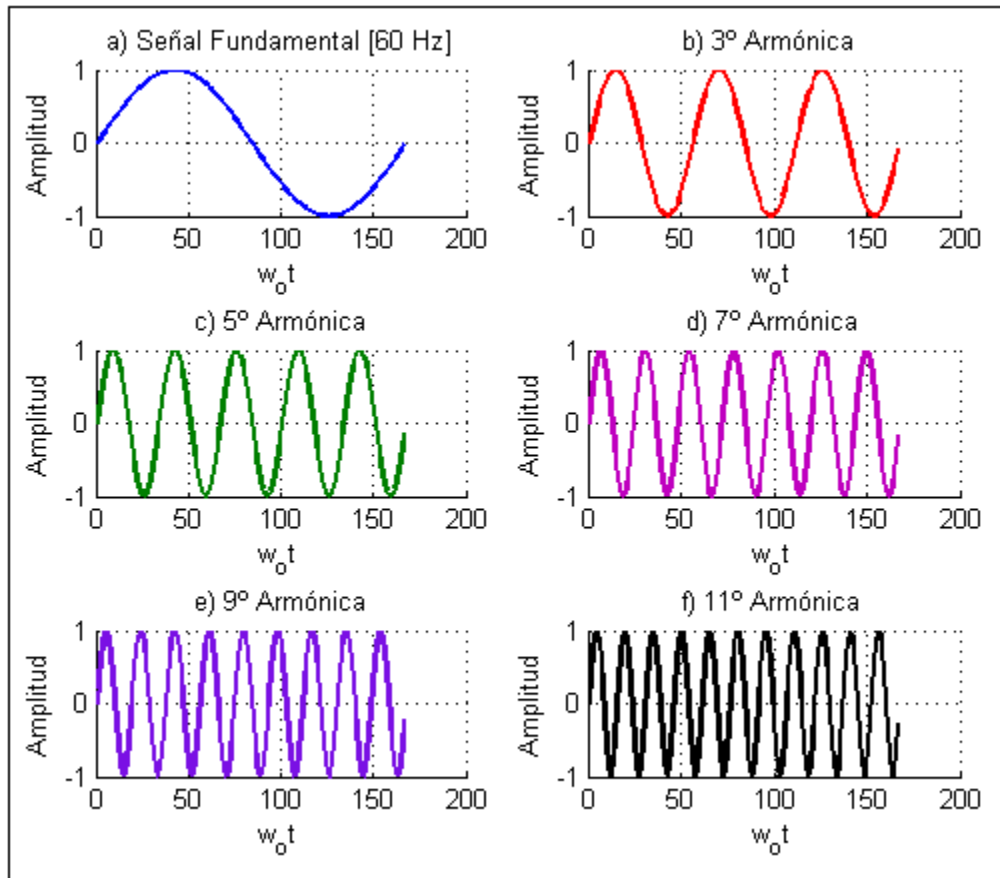 a) Señal Fundamental [60 Hz]
1
0
-1
Amplitud
0 50 100 150 200
wₒt
b) 3º Armónica
1
0
-1
Amplitud
0 50 100 150 200
wₒt
c) 5º Armónica
1
0
-1
Amplitud
0 50 100 150 200
wₒt
d) 7º Armónica
1
0
-1
Amplitud
0 50 100 150 200
wₒt
e) 9º Armónica
1
0
-1
Amplitud
0 50 100 150 200
wₒt
f) 11º Armónica
1
0
-1
Amplitud
0 50 100 150 200
wₒt